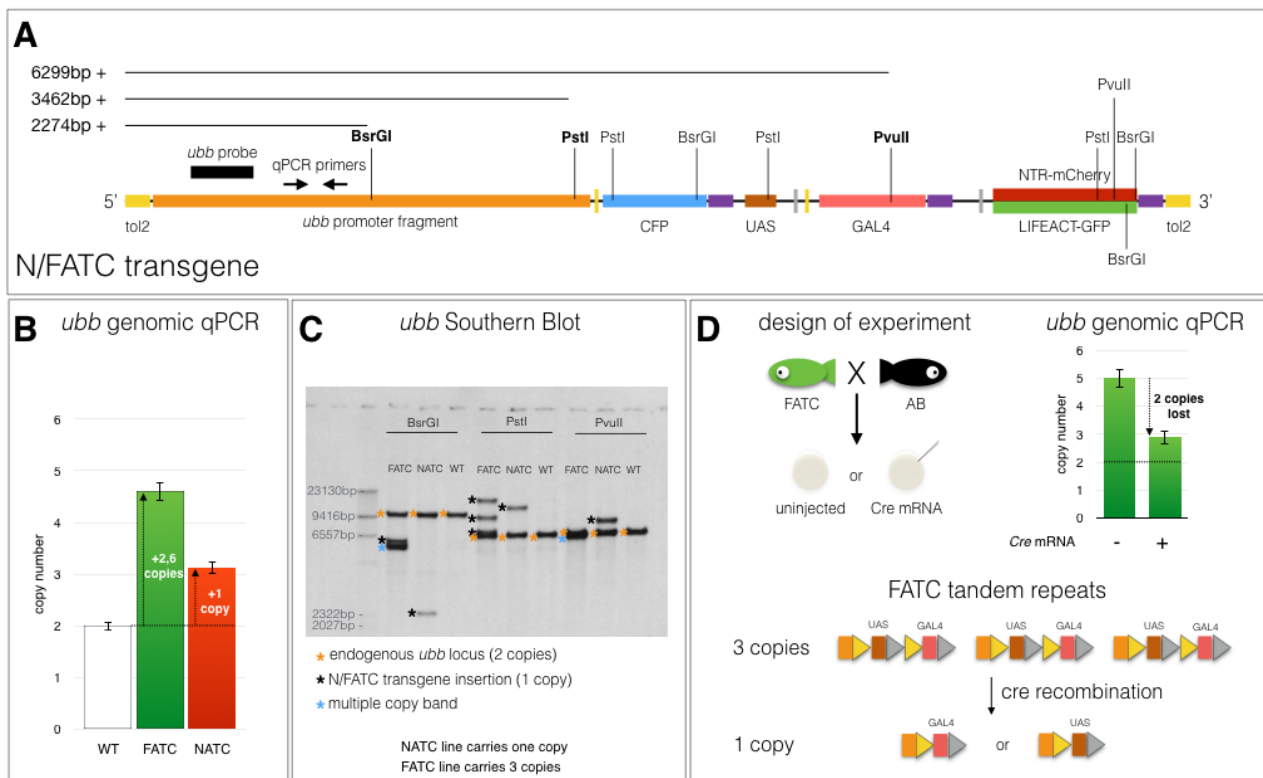 A
6299bp +
3462bp +
2274bp +
ubb probe
qPCR primers
BsrGI
PstI
PstI
BsrGI
PstI
PvuII
PvuII
PstI
BsrGI
NTR-mCherry
5'
3'
tol2
ubb promoter fragment
CFP
UAS
GAL4
LIFEACT-GFP
tol2
BsrGI
N/FATC transgene
B
ubb genomic qPCR
copy number
6
5
4
3
2
1
0
+2,6
copies
+1
copy
WT FATC NATC
C
ubb Southern Blot
BsrGI PstI PvuII
FATC NATC WT FATC NATC WT FATC NATC WT
23130bp
9416bp
6557bp
2322bp -
2027bp -
* endogenous ubb locus (2 copies)
* N/FATC transgene insertion (1 copy)
* multiple copy band
NATC line carries one copy
FATC line carries 3 copies
D
design of experiment
FATC X AB
or
uninjected Cre mRNA
ubb genomic qPCR
copy number
6
5
4
3
2
1
0
2 copies
lost
Cre mRNA - +
FATC tandem repeats
UAS GAL4 UAS GAL4 UAS GAL4
3 copies
cre recombination
GAL4 UAS
1 copy or